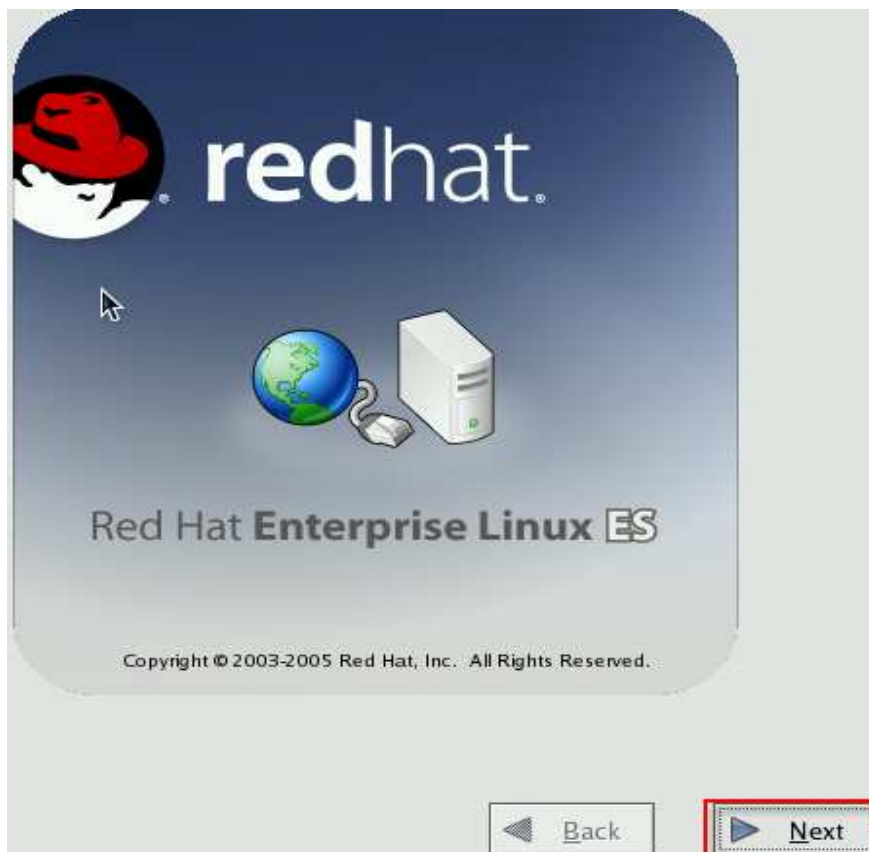 redhat.
Red Hat Enterprise Linux ES
Copyright © 2003-2005 Red Hat, Inc. All Rights Reserved.
Back
Next